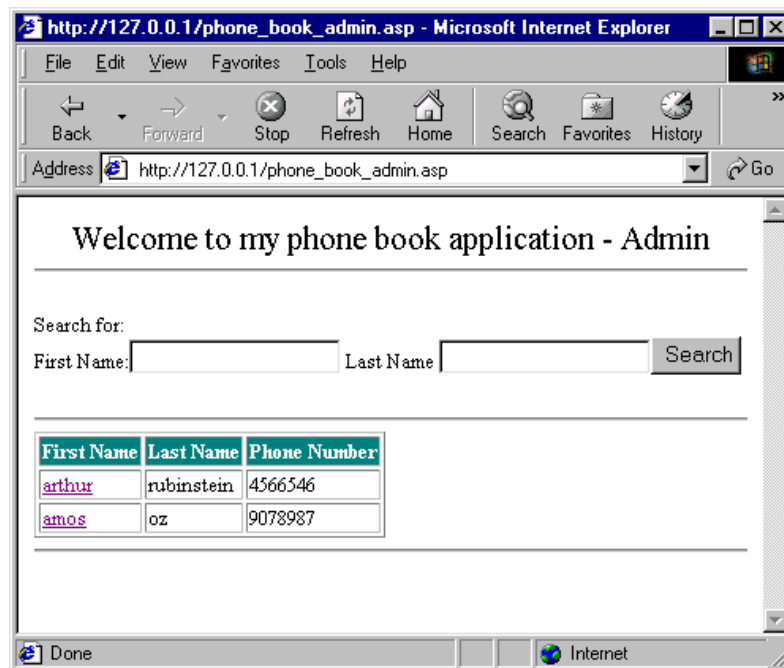 http://127.0.0.1/phone_book_admin.asp - Microsoft Internet Explorer
File Edit View Favorites Tools Help
»
Back Forward Stop Refresh Home Search Favorites History
Address http://127.0.0.1/phone_book_admin.asp Go
Welcome to my phone book application - Admin
Search for:
First Name: Last Name Search
First Name Last Name Phone Number
arthur rubinstein 4566546
amos oz 9078987
Done Internet